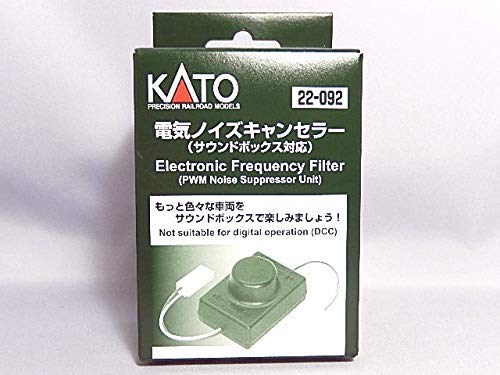 KATO
PRECISION RAILROAD MODELS
22-092
電気ノイズキャンセラー
(サウンドボックス対応)
Electronic Frequency Filter
(PWM Noise Suppressor Unit)
もっと色々な車両を
サウンドボックスで楽しみましょう!
Not suitable for digital operation (DCC)